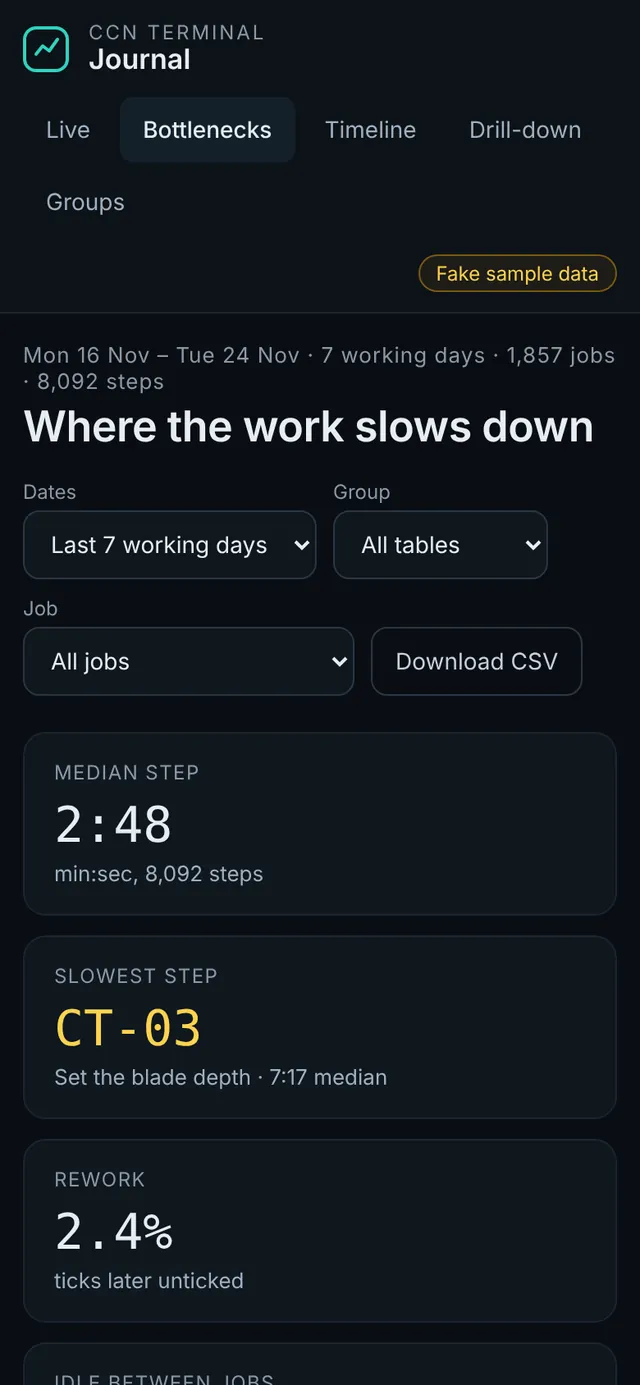 CCN TERMINAL
Journal
Live
Bottlenecks
Timeline
Drill-down
Groups
Fake sample data
Mon 16 Nov – Tue 24 Nov · 7 working days · 1,857 jobs
· 8,092 steps
Where the work slows down
Dates
Group
Last 7 working days
All tables
Job
All jobs
Download CSV
MEDIAN STEP
2:48
min:sec, 8,092 steps
SLOWEST STEP
CT-03
Set the blade depth · 7:17 median
REWORK
2.4%
ticks later unticked
IDLE BETWEEN JOBS